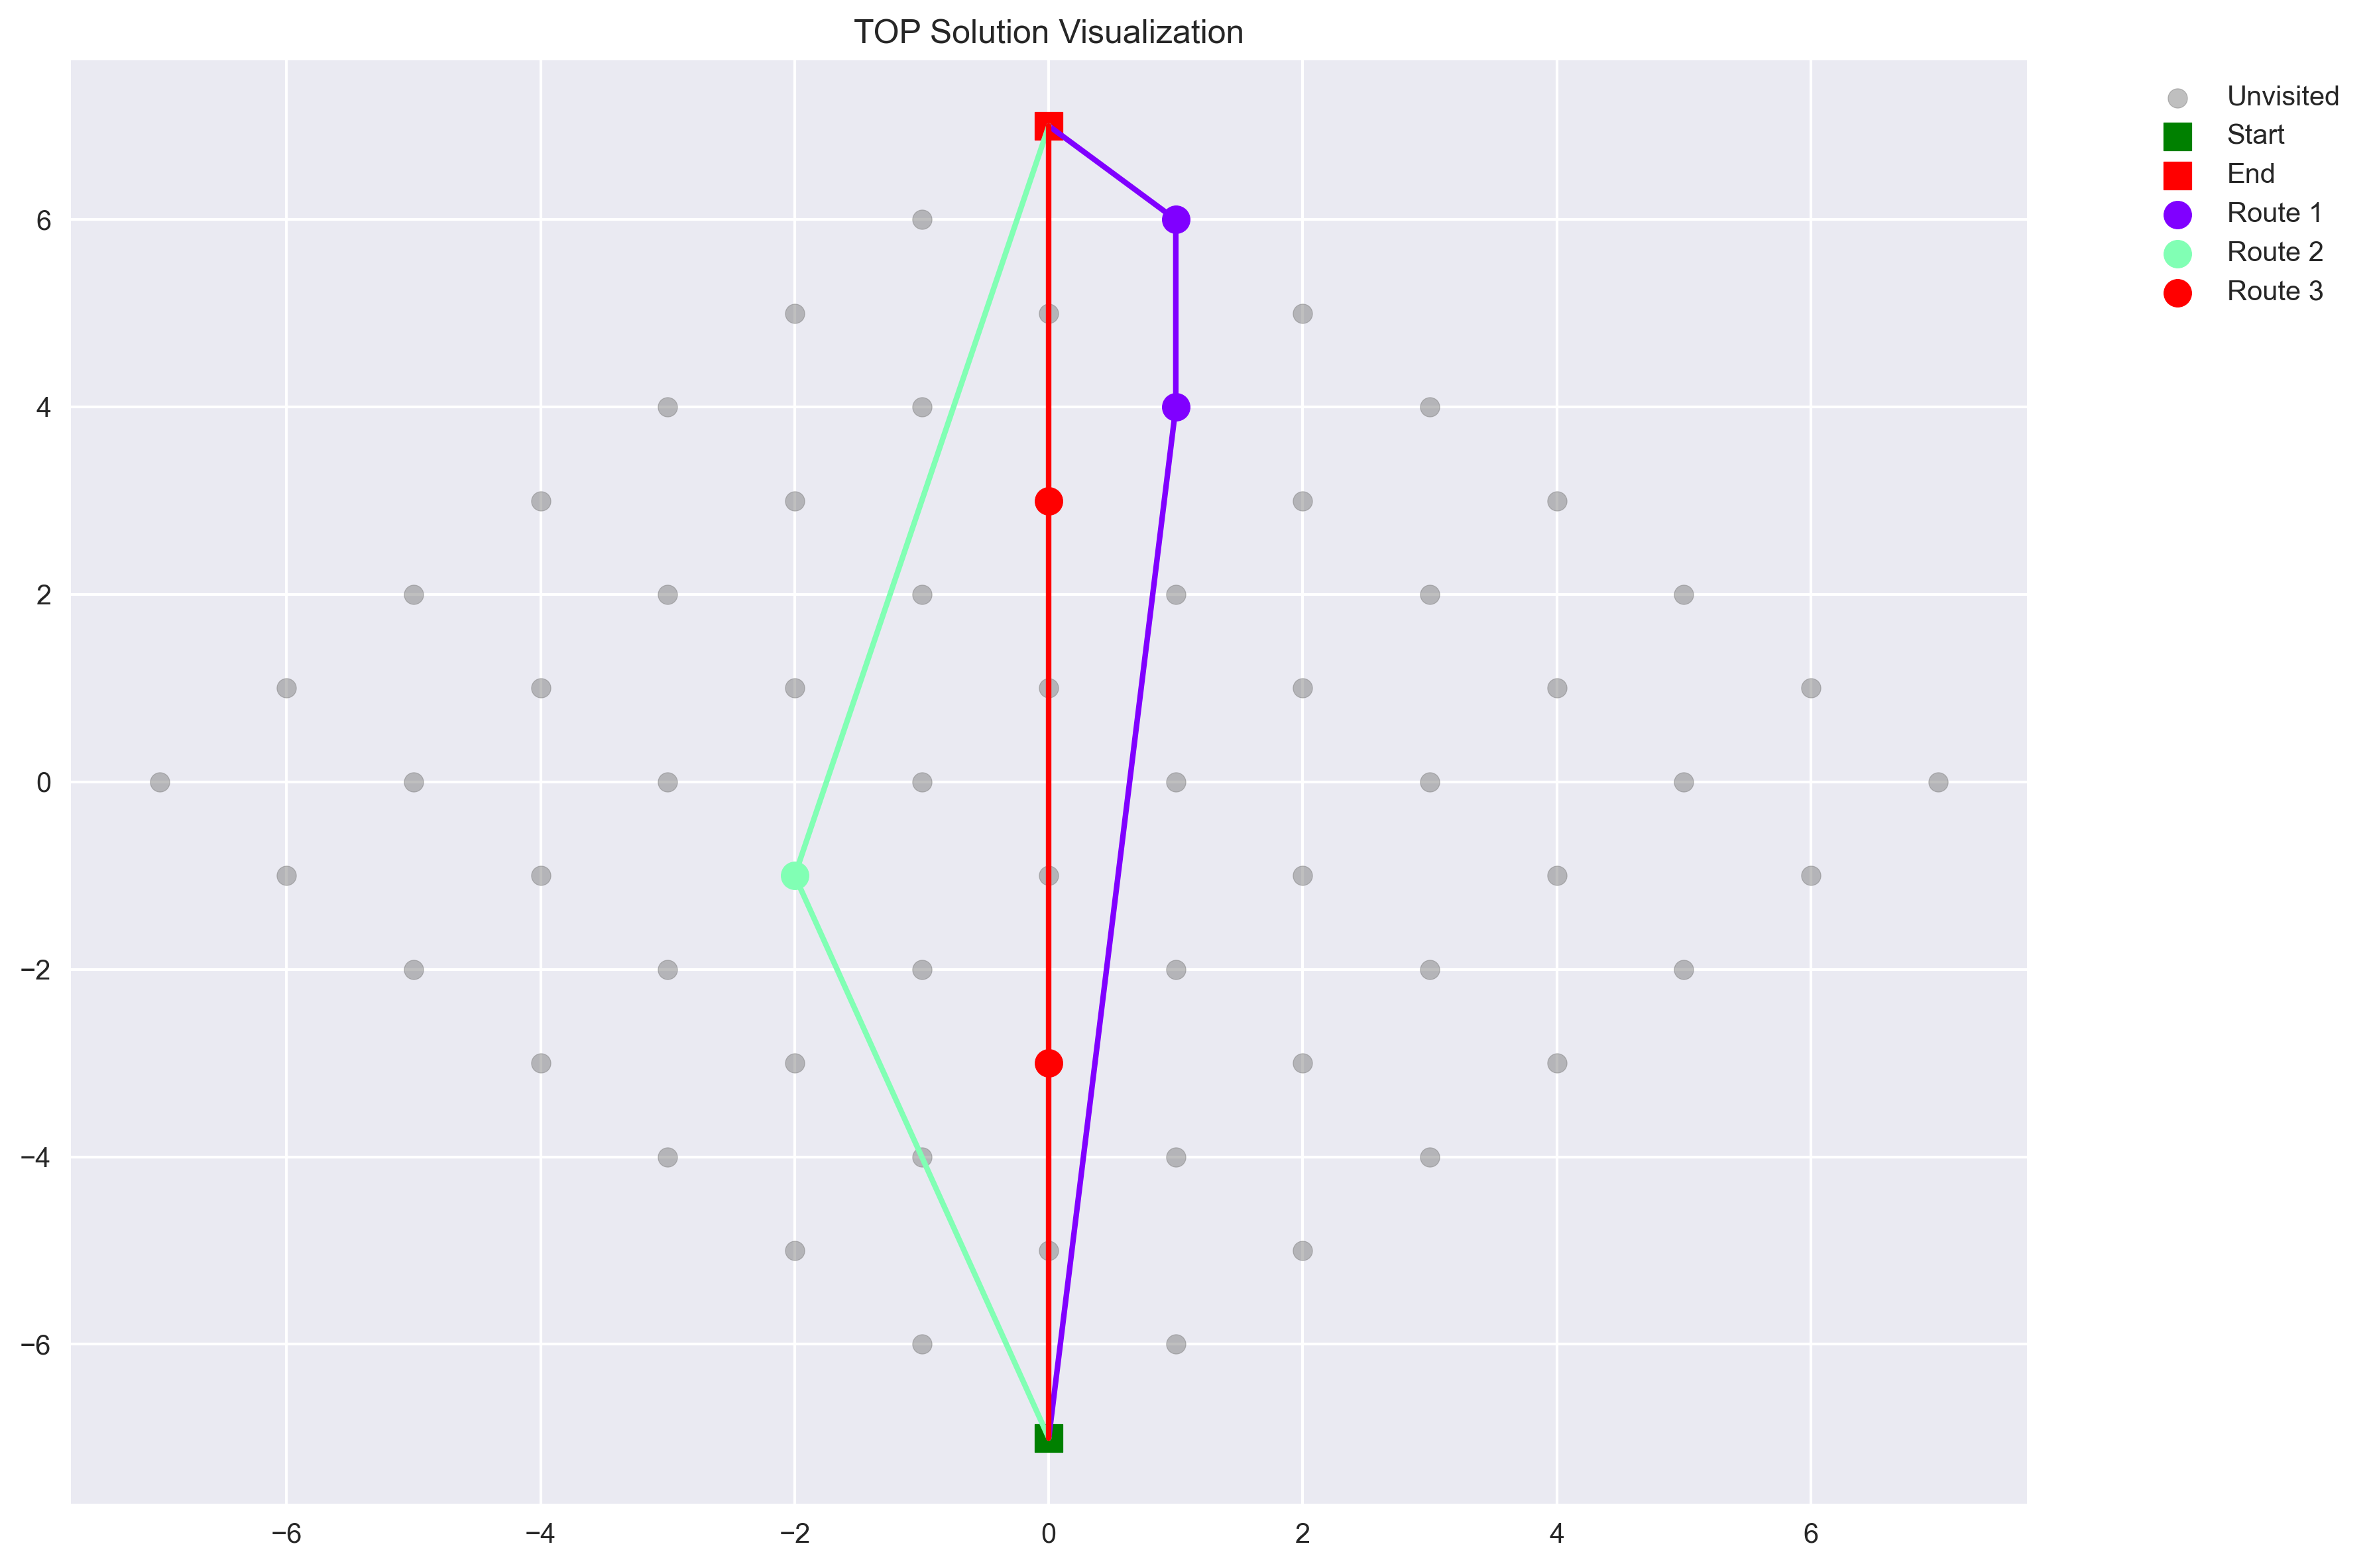 TOP Solution Visualization
Unvisited
Start
End
Route 1
Route 2
Route 3
6
4
2
0
−2
−4
−6
−6 −4 −2 0 2 4 6